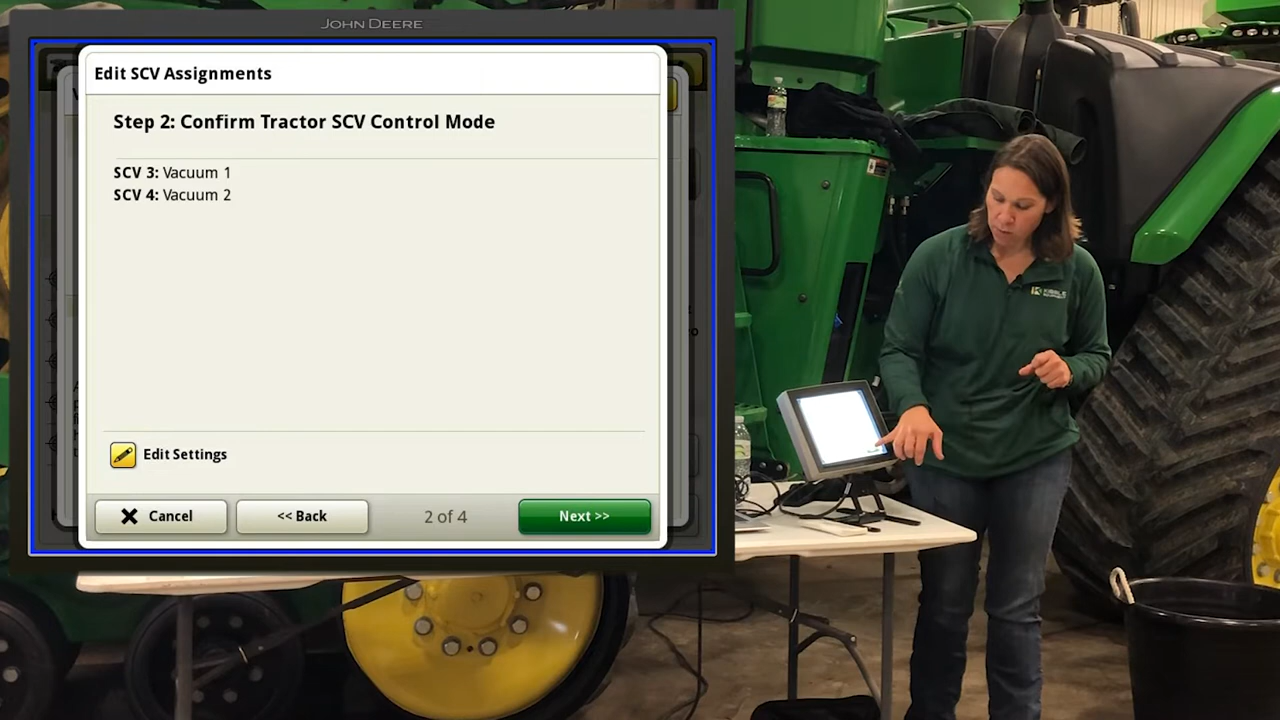 JOHN DEERE
Edit SCV Assignments
Step 2: Confirm Tractor SCV Control Mode
SCV 3: Vacuum 1
SCV 4: Vacuum 2
Edit Settings
Cancel
<< Back
2 of 4
Next >>
KIBBLE